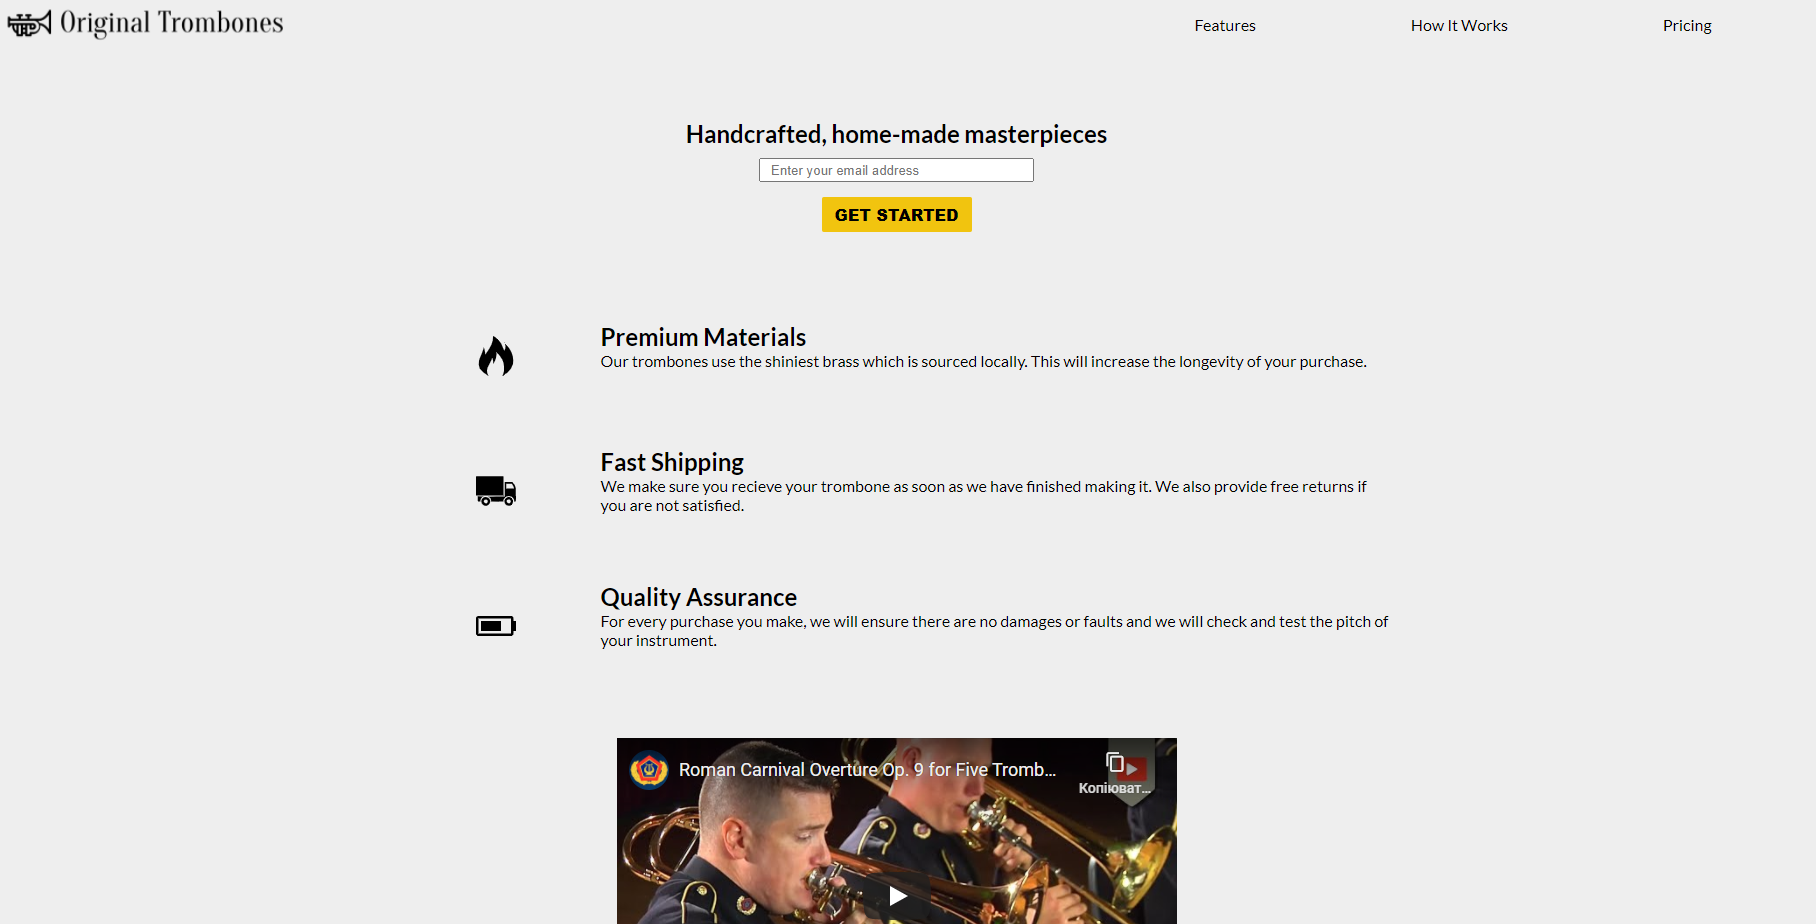 Original Trombones
Features
How It Works
Pricing
Handcrafted, home-made masterpieces
Enter your email address
GET STARTED
Premium Materials
Our trombones use the shiniest brass which is sourced locally. This will increase the longevity of your purchase.
Fast Shipping
We make sure you recieve your trombone as soon as we have finished making it. We also provide free returns if
you are not satisfied.
Quality Assurance
For every purchase you make, we will ensure there are no damages or faults and we will check and test the pitch of
your instrument.
Roman Carnival Overture Op. 9 for Five Tromb...
Копіюват...